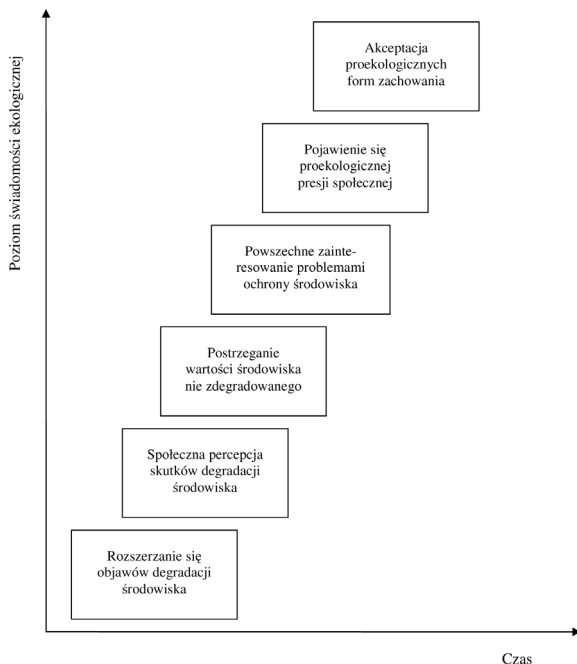 Poziom świadomości ekologicznej
Akceptacja
proekologicznych
form zachowania
Pojawienie się
proekologicznej
presji społecznej
Powszechne zainte-
resowanie problemami
ochrony środowiska
Postrzeganie
wartości środowiska
nie zdegradowanego
Społeczna percepcja
skutków degradacji
środowiska
Rozszerzanie się
objawów degradacji
środowiska
Czas